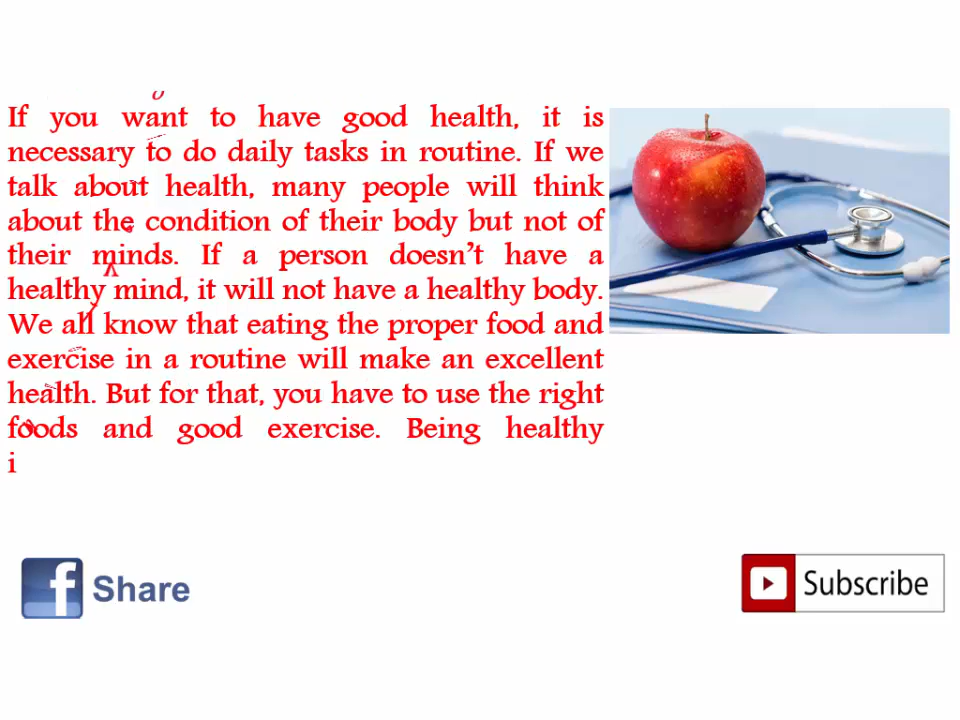 If you want to have good health, it is
necessary to do daily tasks in routine. If we
talk about health, many people will think
about the condition of their body but not of
their minds. If a person doesn't have a
healthy mind, it will not have a healthy body.
We all know that eating the proper food and
exercise in a routine will make an excellent
health. But for that, you have to use the right
foods and good exercise. Being healthy
i
f Share
Subscribe